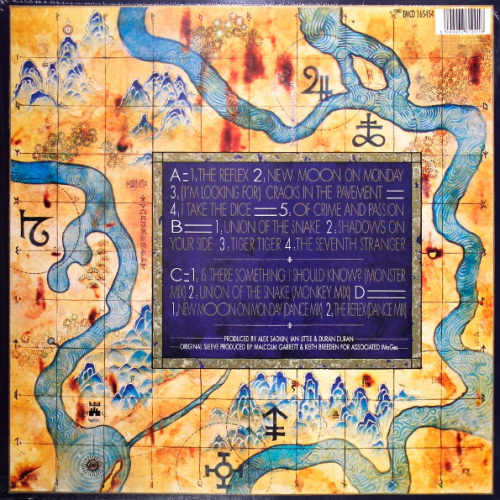 EMCD 165454
A=1. THE REFLEX 2. NEW MOON ON MONDAY
3. (I'M LOOKING FOR) CRACKS IN THE PAVEMENT
4. I TAKE THE DICE 5. OF CRIME AND PASSION
B 1. UNION OF THE SNAKE 2. SHADOWS ON
YOUR SIDE 3. TIGER TIGER 4. THE SEVENTH STRANGER
C=1. IS THERE SOMETHING I SHOULD KNOW? (MONSTER
MIX) 2. UNION OF THE SNAKE (MONKEY MIX) D
1. NEW MOON ON MONDAY (DANCE MIX) 2. THE REFLEX (DANCE MIX)
PRODUCED BY ALEX SADKIN, IAN LITTLE & DURAN DURAN
ORIGINAL SLEEVE PRODUCED BY MALCOLM GARRETT & KEITH BREEDEN FOR ASSOCIATED IMaGes